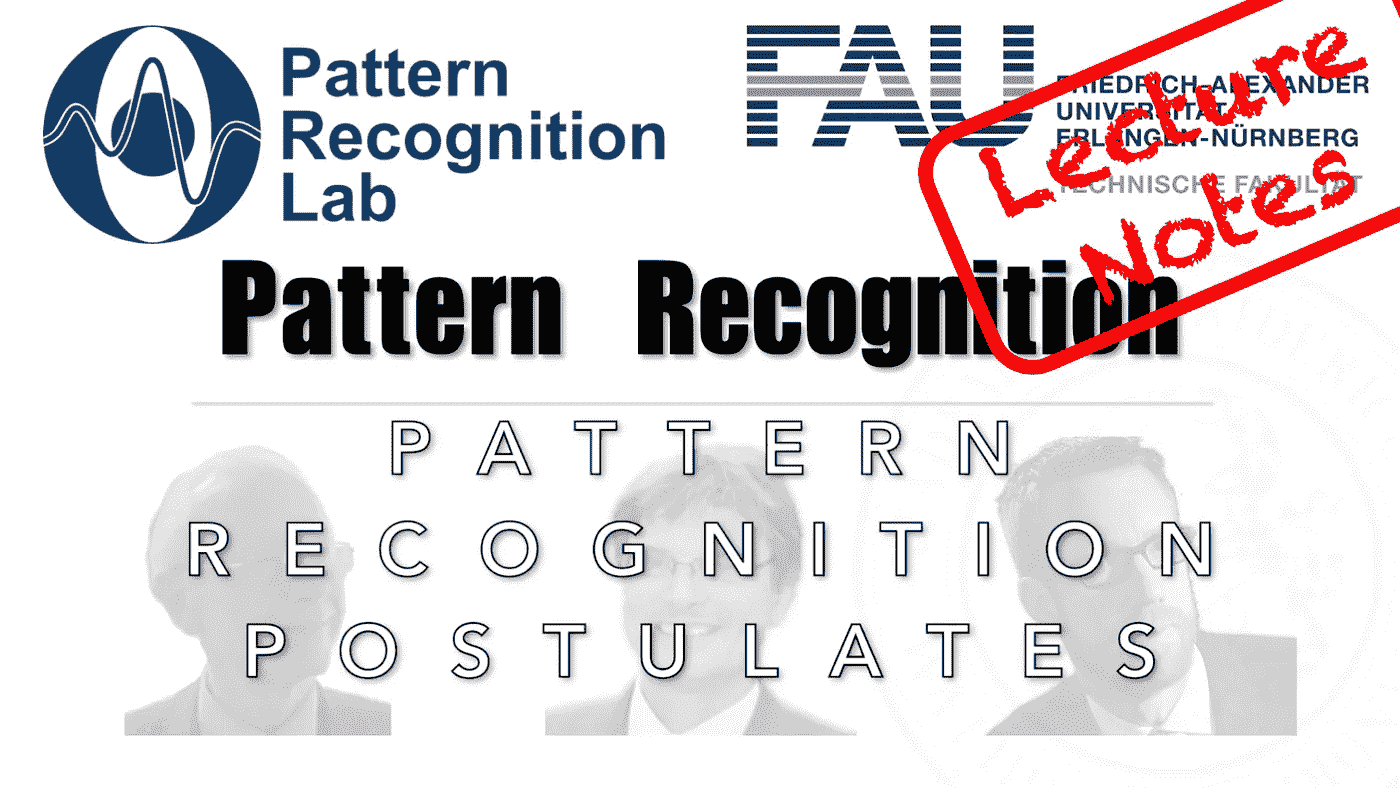 Pattern
Recognition
Lab
FAU
FRIEDRICH-ALEXANDER
UNIVERSITÄT
ERLANGEN-NÜRNBERG
TECHNISCHE FAKULTÄT
Lecture
Notes
Pattern Recognition
PATTERN
RECOGNITION
POSTULATES